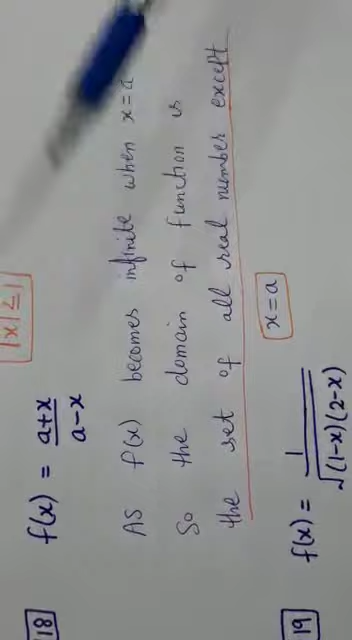 |x| ≤ 1
18 f(x) = a+x / a-x
AS f(x) becomes infinite when x = a
So the domain of function is
the set of all real number except
x = a
19 f(x) = 1 / √(1-x)(2-x)